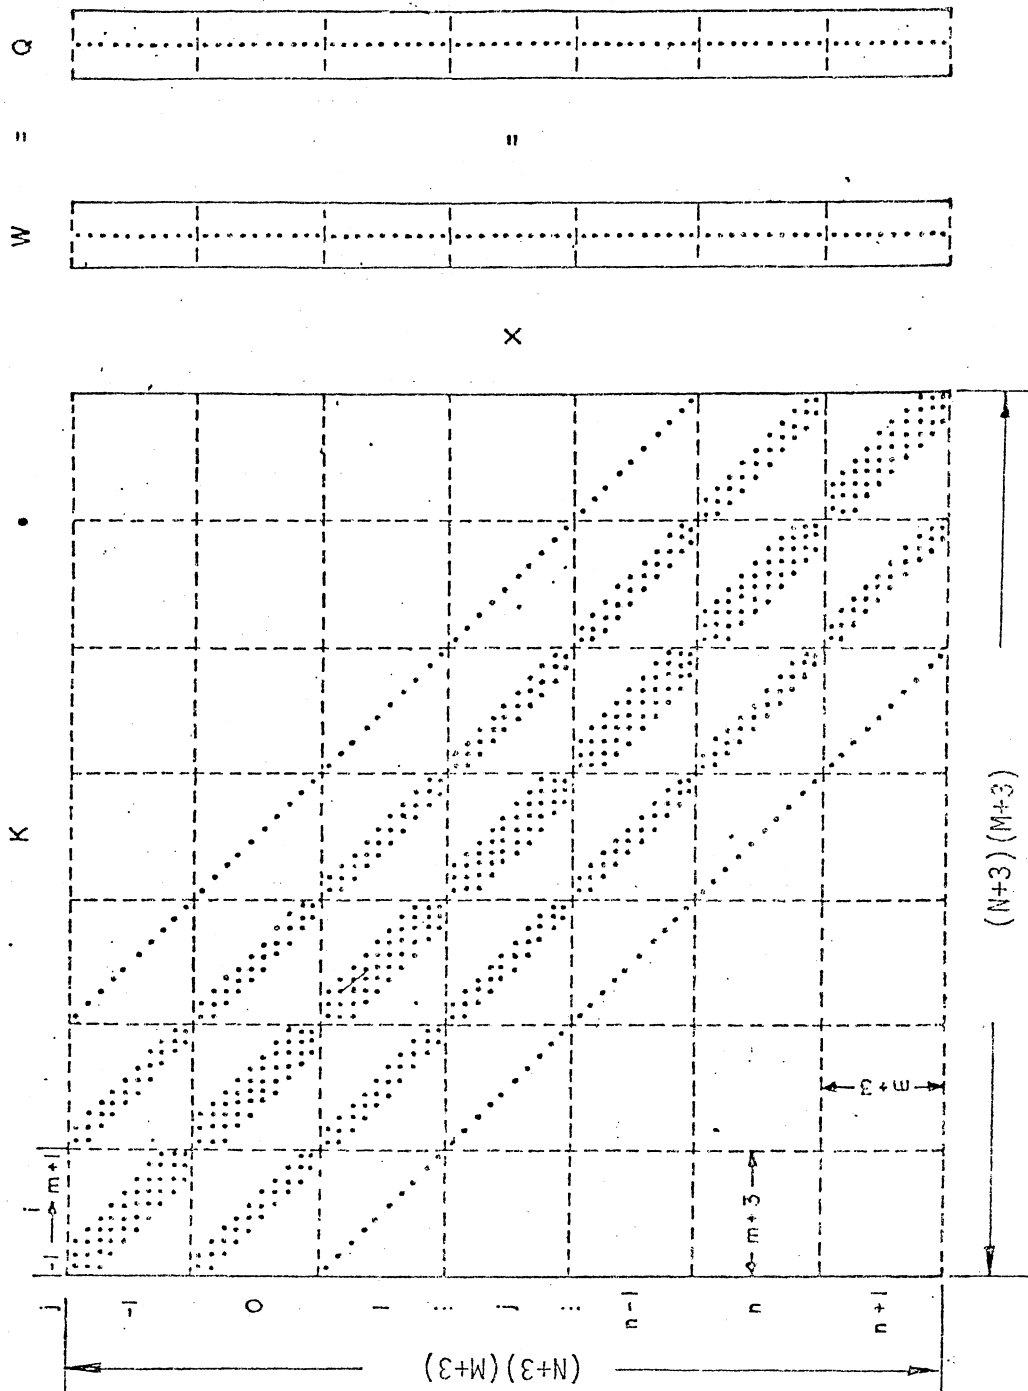 K • W = Q
j
i
-1 → m+1
-1
0
1
...
j
...
n-1
n
n+1
(N+3)(M+3)
m+3
m+3
X
=
(N+3)(M+3)